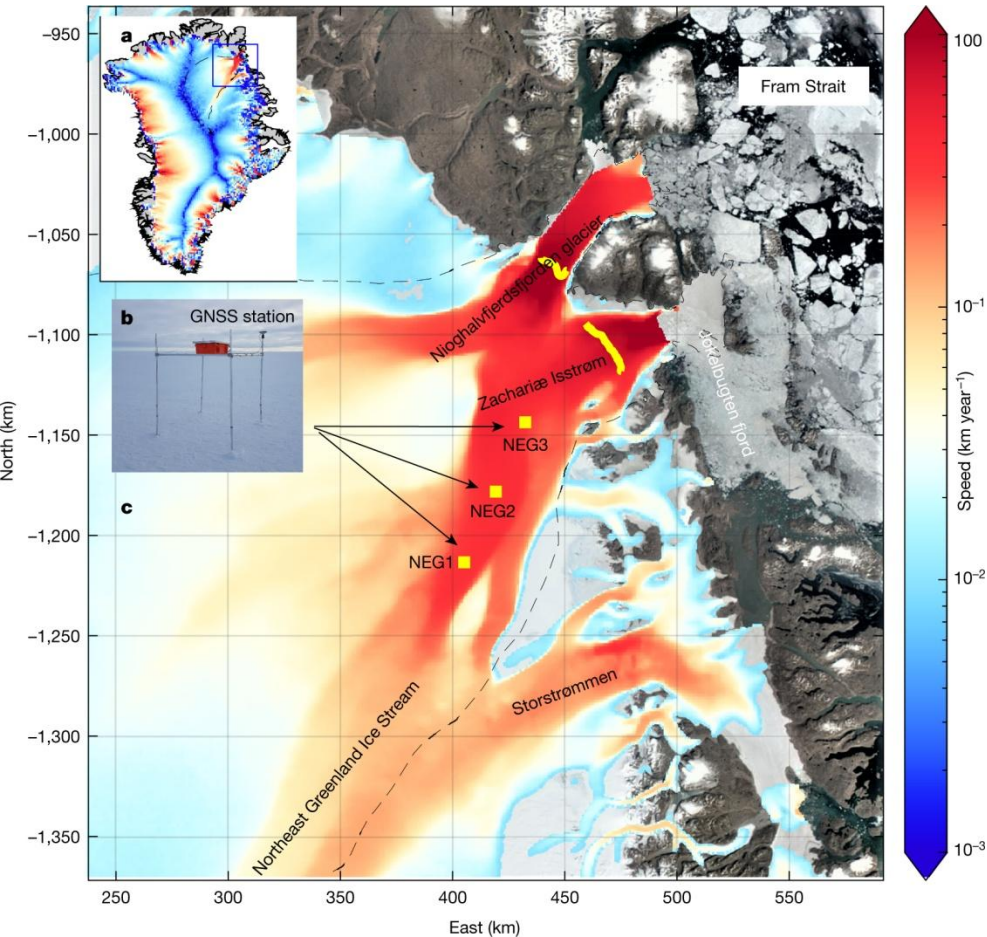 a
b
GNSS station
c
Fram Strait
Nioghalvfjerdsfjorden glacier
Zachariæ Isstrøm
Jøkelbugten fjord
NEG3
NEG2
NEG1
Storstrømmen
Northeast Greenland Ice Stream
−950
−1,000
−1,050
−1,100
−1,150
−1,200
−1,250
−1,300
−1,350
North (km)
250
300
350
400
450
500
550
East (km)
100
10⁻¹
10⁻²
10⁻³
Speed (km year⁻¹)